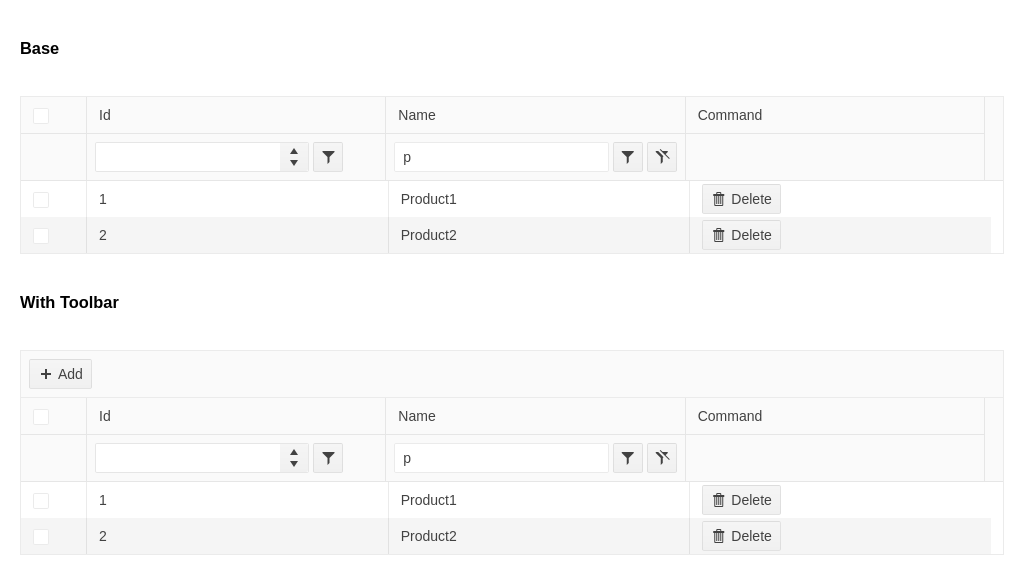 Base
Id Name Command
p
1 Product1 Delete
2 Product2 Delete
With Toolbar
Add
Id Name Command
p
1 Product1 Delete
2 Product2 Delete